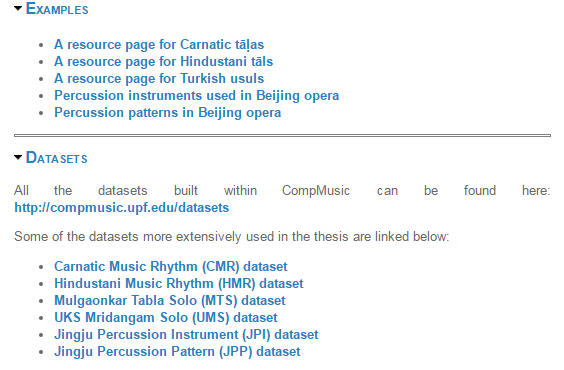 Examples
A resource page for Carnatic tāḷas
A resource page for Hindustani tāls
A resource page for Turkish usuls
Percussion instruments used in Beijing opera
Percussion patterns in Beijing opera
Datasets
All the datasets built within CompMusic can be found here:
http://compmusic.upf.edu/datasets
Some of the datasets more extensively used in the thesis are linked below:
Carnatic Music Rhythm (CMR) dataset
Hindustani Music Rhythm (HMR) dataset
Mulgaonkar Tabla Solo (MTS) dataset
UKS Mridangam Solo (UMS) dataset
Jingju Percussion Instrument (JPI) dataset
Jingju Percussion Pattern (JPP) dataset